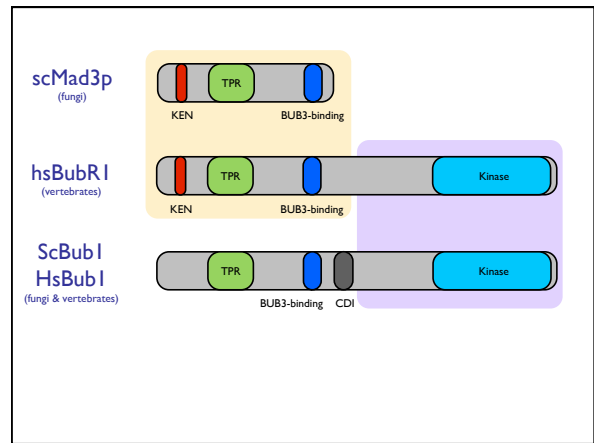 scMad3p
(fungi)
TPR
KEN
BUB3-binding
hsBubR1
(vertebrates)
TPR
Kinase
KEN
BUB3-binding
ScBub1
HsBub1
(fungi & vertebrates)
TPR
Kinase
BUB3-binding
CDI